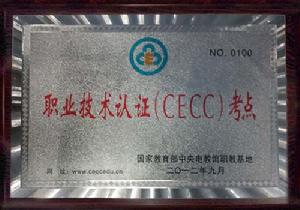 NO. 0100
职业技术认证(CECC)考点
国家教育部中央电教馆职教基地
网 址:www.ceccedu.cn
二〇一二年九月